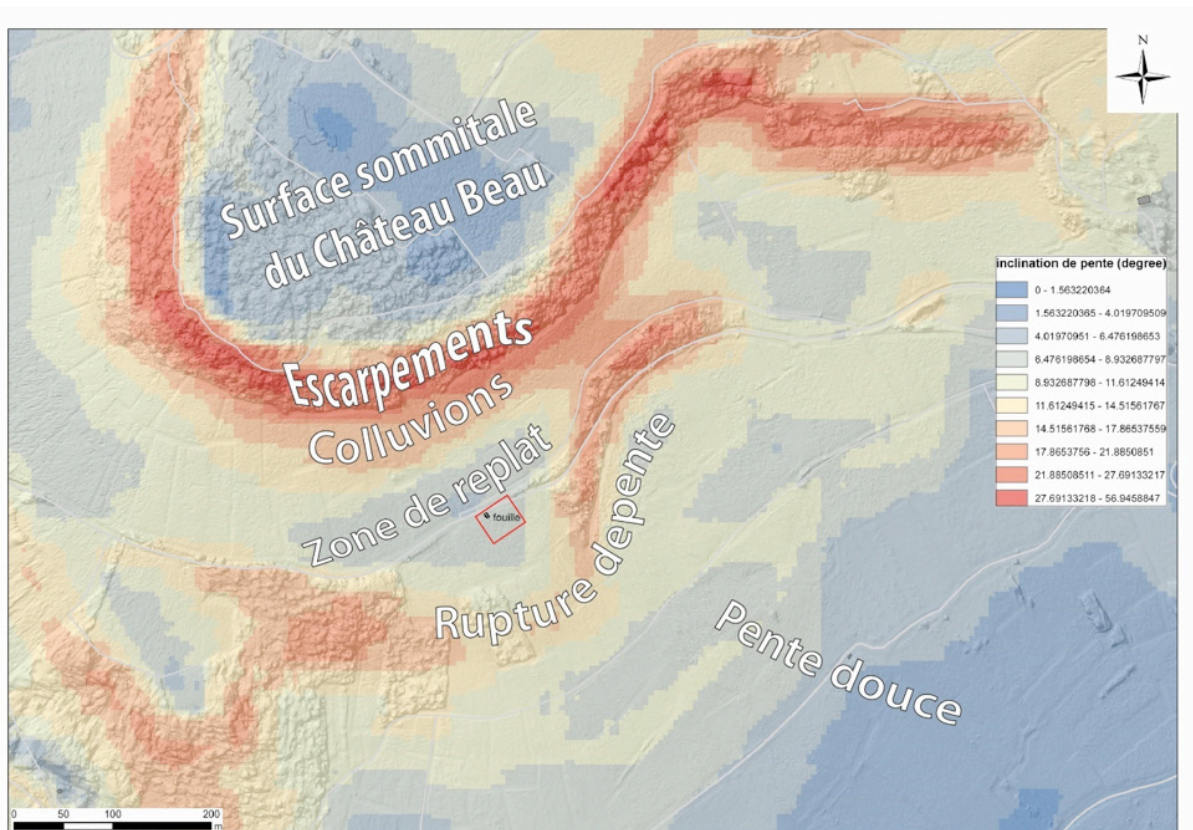 N
Surface sommitale
du Château Beau
Escarpements
Colluvions
Zone de replat
fouille
Rupture depente
Pente douce
inclination de pente (degree)
0 - 1.563220364
1.563220365 - 4.019709509
4.01970951 - 6.476198653
6.476198654 - 8.932687797
8.932687798 - 11.61249414
11.61249415 - 14.51561767
14.51561768 - 17.86537559
17.8653756 - 21.8850851
21.88508511 - 27.69133217
27.69133218 - 56.9458847
0 50 100 200
m